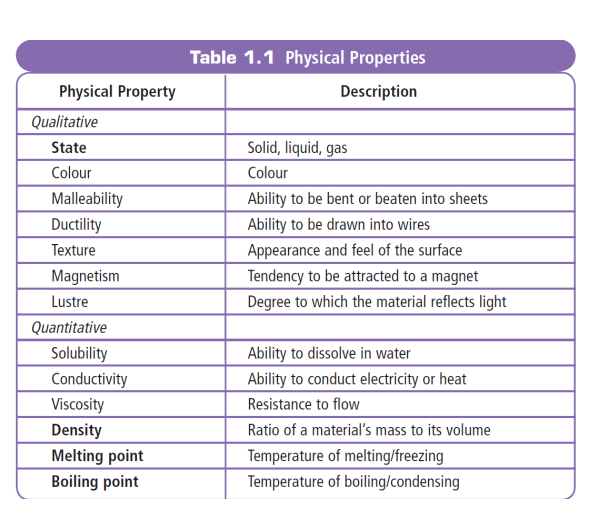 Table 1.1 Physical Properties
Physical Property Description
Qualitative
State Solid, liquid, gas
Colour Colour
Malleability Ability to be bent or beaten into sheets
Ductility Ability to be drawn into wires
Texture Appearance and feel of the surface
Magnetism Tendency to be attracted to a magnet
Lustre Degree to which the material reflects light
Quantitative
Solubility Ability to dissolve in water
Conductivity Ability to conduct electricity or heat
Viscosity Resistance to flow
Density Ratio of a material's mass to its volume
Melting point Temperature of melting/freezing
Boiling point Temperature of boiling/condensing